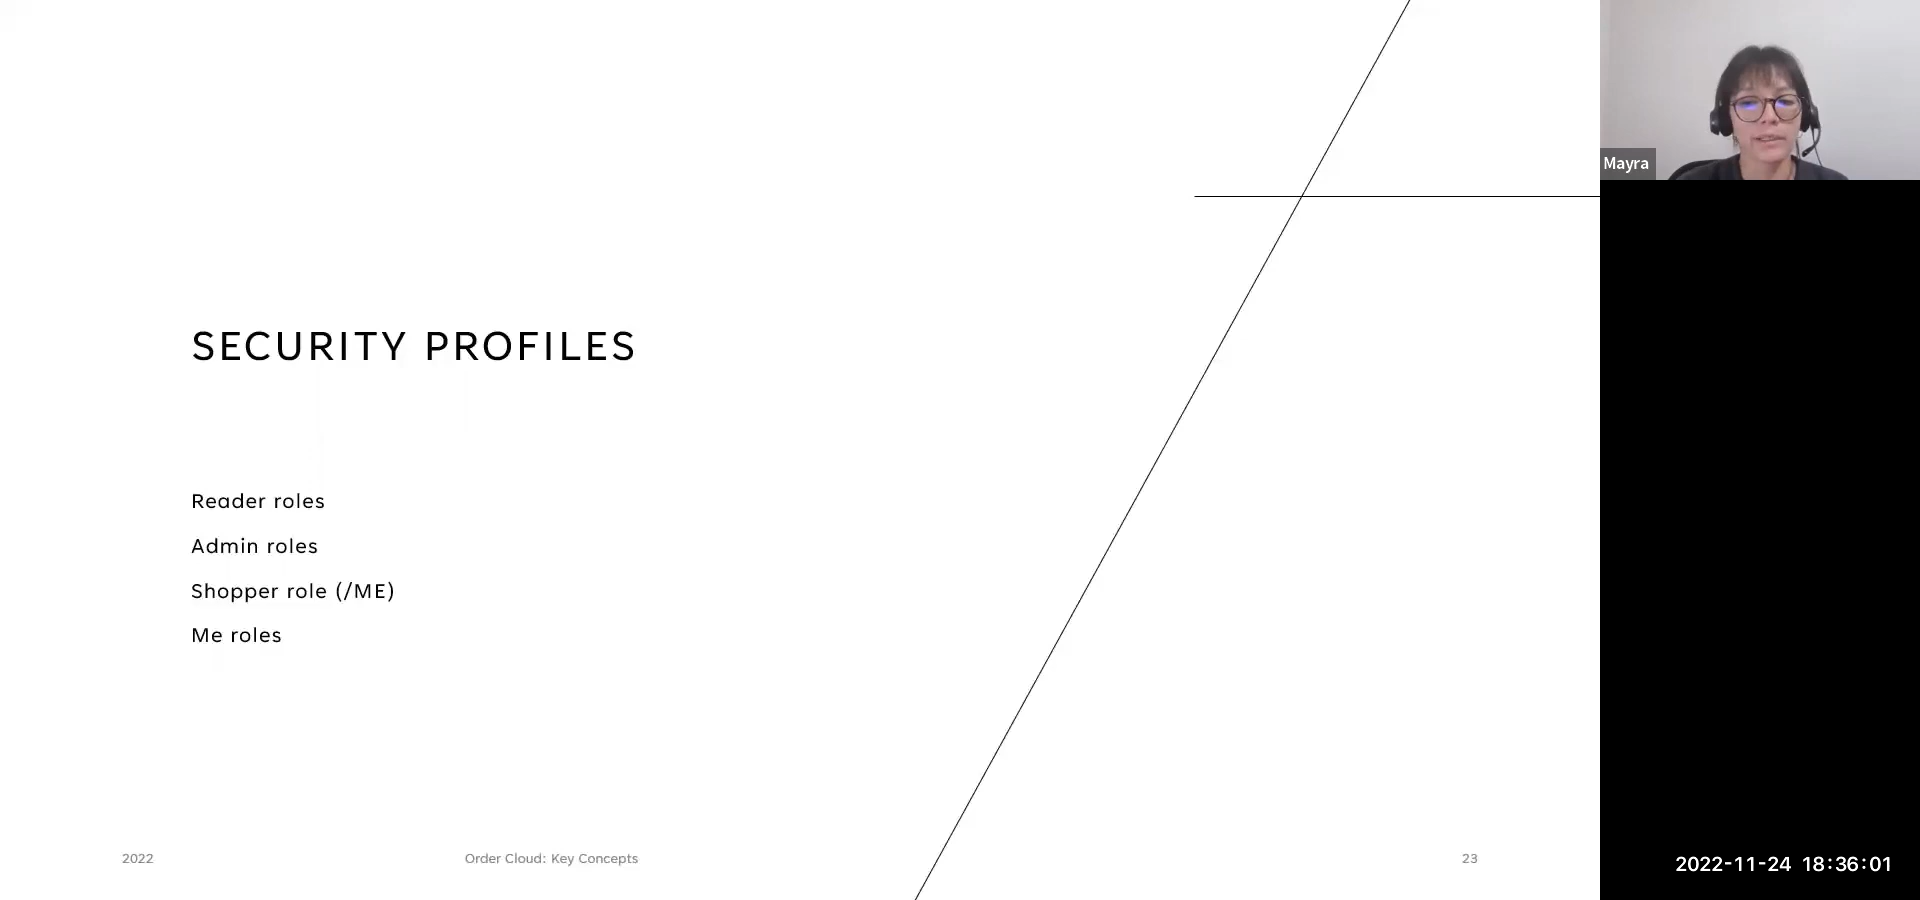 SECURITY PROFILES
Reader roles
Admin roles
Shopper role (/ME)
Me roles
2022
Order Cloud: Key Concepts
23
Mayra
2022-11-24 18:36:01